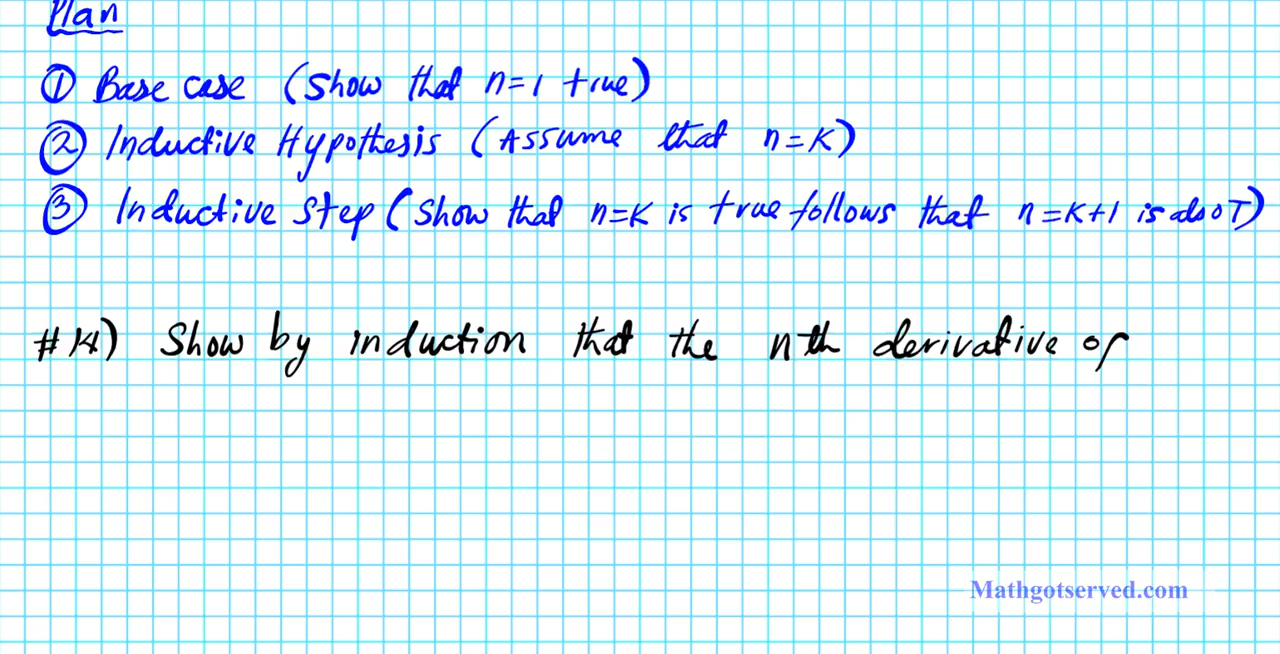 Plan
① Base case (Show that n=1 true)
② Inductive Hypothesis (Assume that n=K)
③ Inductive Step (Show that n=K is true follows that n=K+1 is also T)
#14) Show by induction that the nth derivative of
Mathgotserved.com